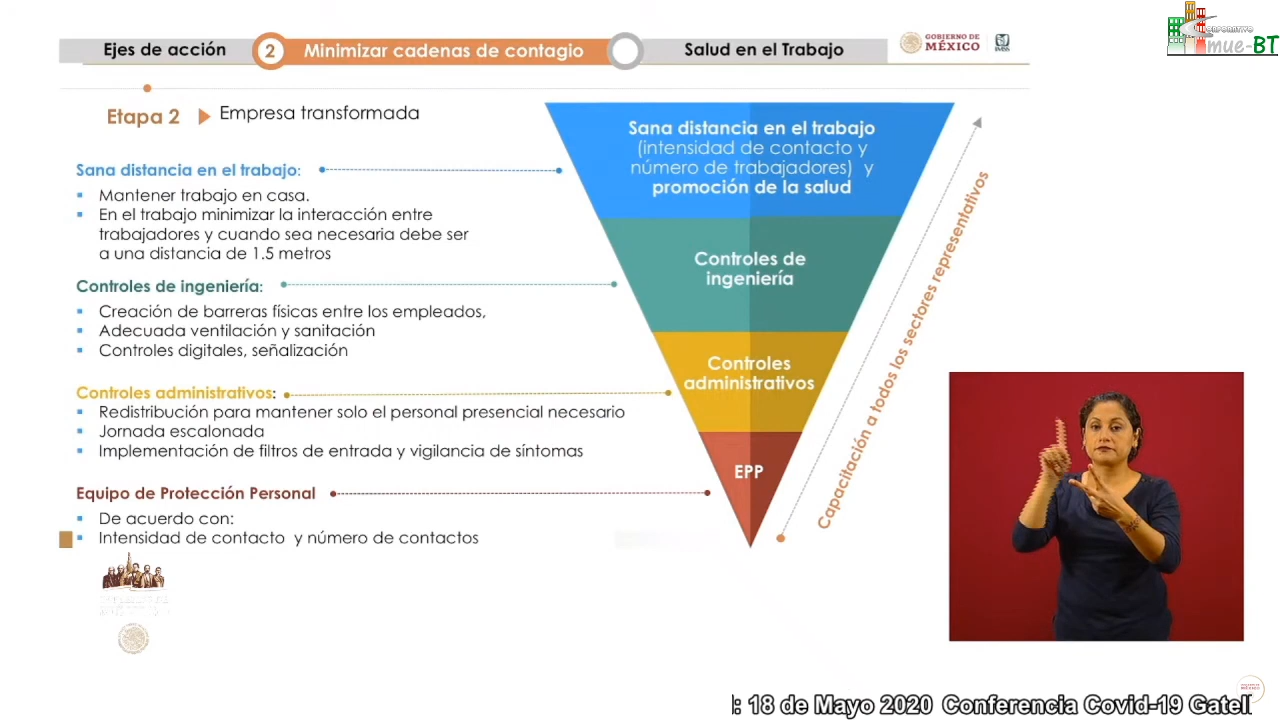 Ejes de acción
2
Minimizar cadenas de contagio
Salud en el Trabajo
GOBIERNO DE
MÉXICO
IMSS
CORPORATIVO
mue-BT
Etapa 2
Empresa transformada
Sana distancia en el trabajo:
Mantener trabajo en casa.
En el trabajo minimizar la interacción entre
trabajadores y cuando sea necesaria debe ser
a una distancia de 1.5 metros
Controles de ingeniería:
Creación de barreras físicas entre los empleados,
Adecuada ventilación y sanitación
Controles digitales, señalización
Controles administrativos:
Redistribución para mantener solo el personal presencial necesario
Jornada escalonada
Implementación de filtros de entrada y vigilancia de síntomas
Equipo de Protección Personal
De acuerdo con:
Intensidad de contacto y número de contactos
Sana distancia en el trabajo
(intensidad de contacto y
número de trabajadores) y
promoción de la salud
Controles de
ingeniería
Controles
administrativos
EPP
Capacitación a todos los sectores representativos
: 18 de Mayo 2020 Conferencia Covid-19 Gatell